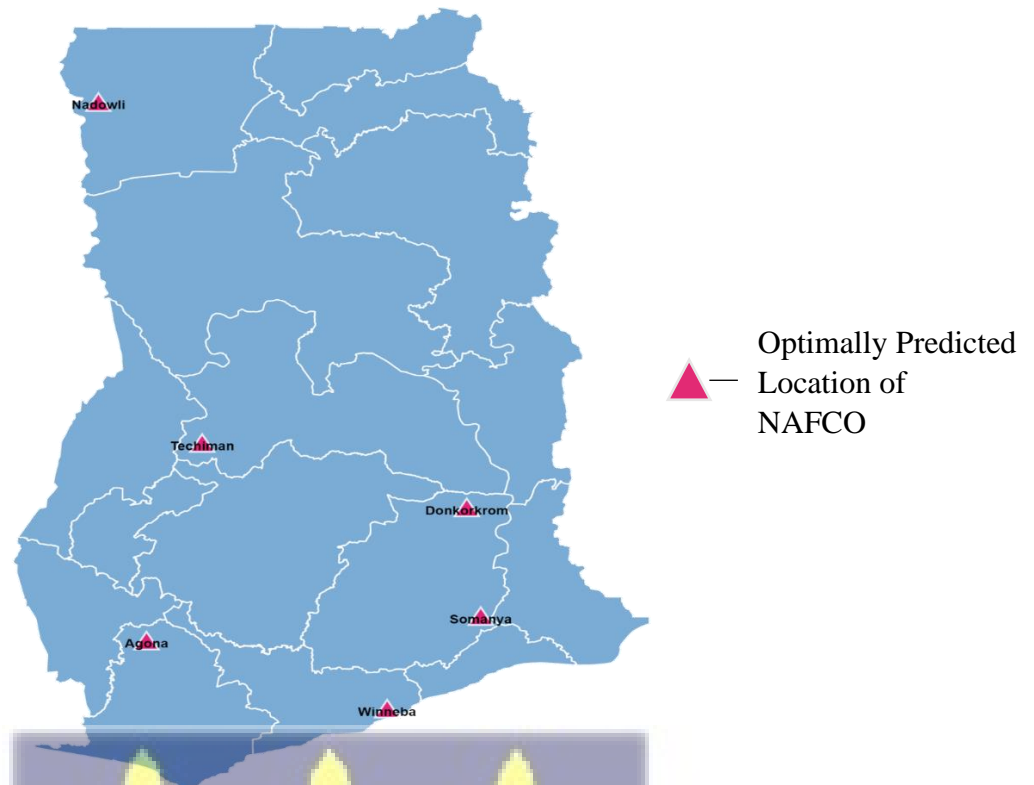 Nadowli
Optimally Predicted
Location of
NAFCO
Techiman
Donkorkrom
Somanya
Agona
Winneba